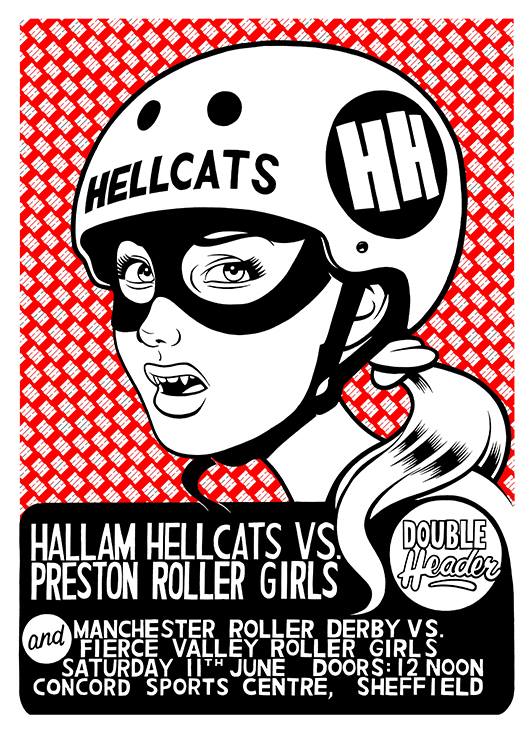 HELLCATS
HH
HALLAM HELLCATS VS.
PRESTON ROLLER GIRLS
DOUBLE
Header
and
MANCHESTER ROLLER DERBY VS.
FIERCE VALLEY ROLLER GIRLS
SATURDAY 11TH JUNE DOORS: 12 NOON
CONCORD SPORTS CENTRE, SHEFFIELD